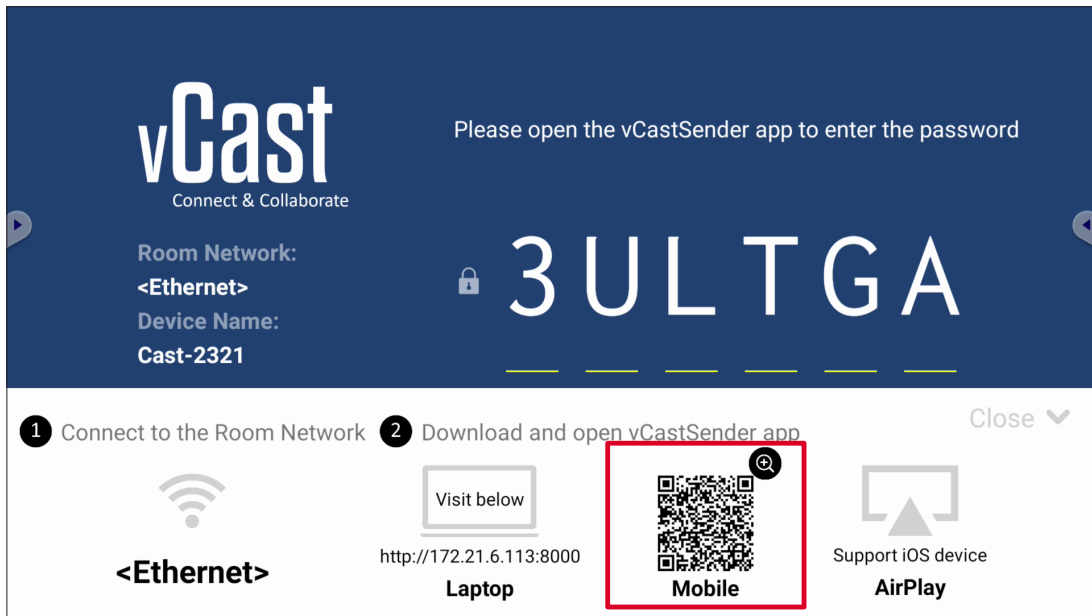 vCast
Connect & Collaborate
Please open the vCastSender app to enter the password
Room Network:
<Ethernet>
Device Name:
Cast-2321
3ULTGA
1 Connect to the Room Network
2 Download and open vCastSender app
Close
<Ethernet>
Visit below
http://172.21.6.113:8000
Laptop
Mobile
Support iOS device
AirPlay